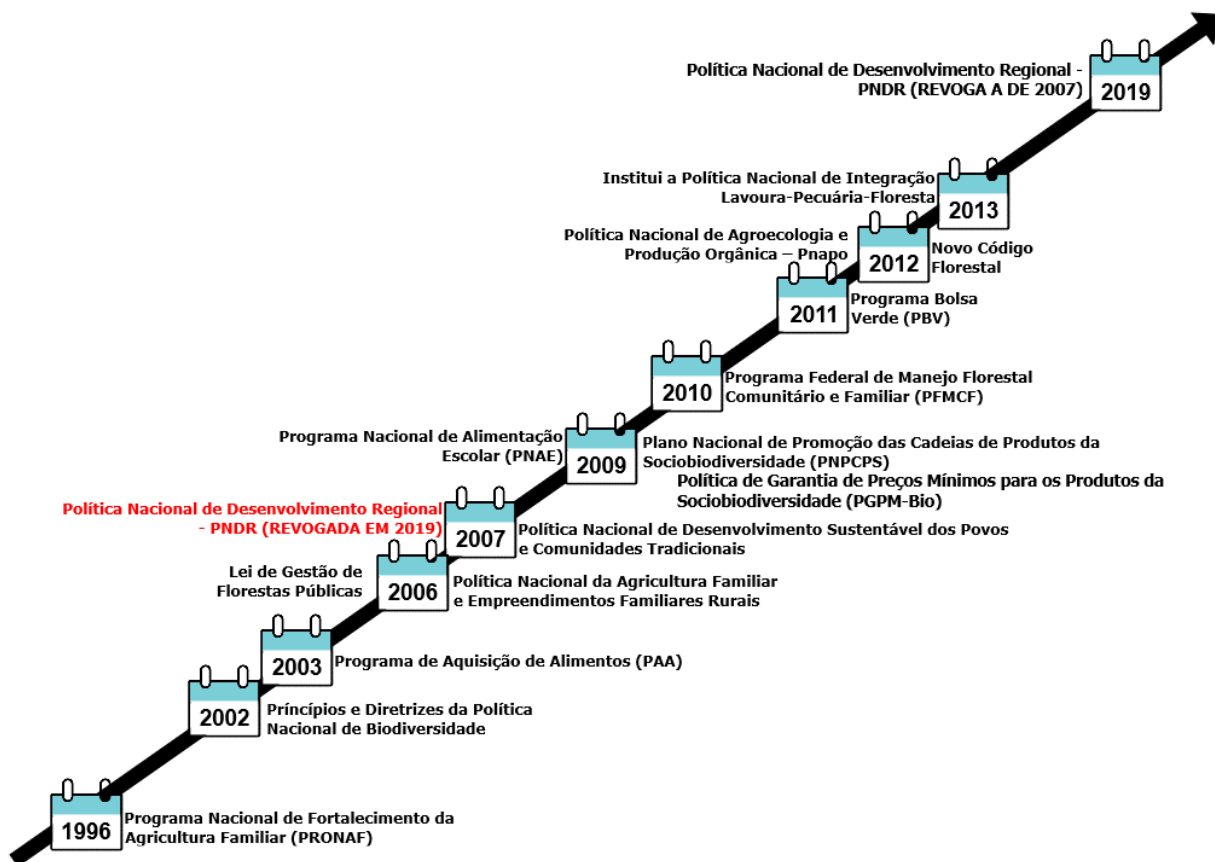 Política Nacional de Desenvolvimento Regional -
PNDR (REVOGA A DE 2007)
2019
Institui a Política Nacional de Integração
Lavoura-Pecuária-Floresta
2013
Política Nacional de Agroecologia e
Produção Orgânica – Pnapo
2012
Novo Código
Florestal
2011
Programa Bolsa
Verde (PBV)
2010
Programa Federal de Manejo Florestal
Comunitário e Familiar (PFMCF)
Programa Nacional de Alimentação
Escolar (PNAE)
2009
Plano Nacional de Promoção das Cadeias de Produtos da
Sociobiodiversidade (PNPCPS)
Política de Garantia de Preços Mínimos para os Produtos da
Sociobiodiversidade (PGPM-Bio)
Política Nacional de Desenvolvimento Regional
- PNDR (REVOGADA EM 2019)
2007
Política Nacional de Desenvolvimento Sustentável dos Povos
e Comunidades Tradicionais
Lei de Gestão de
Florestas Públicas
2006
Política Nacional da Agricultura Familiar
e Empreendimentos Familiares Rurais
2003
Programa de Aquisição de Alimentos (PAA)
2002
Príncípios e Diretrizes da Política
Nacional de Biodiversidade
1996
Programa Nacional de Fortalecimento da
Agricultura Familiar (PRONAF)